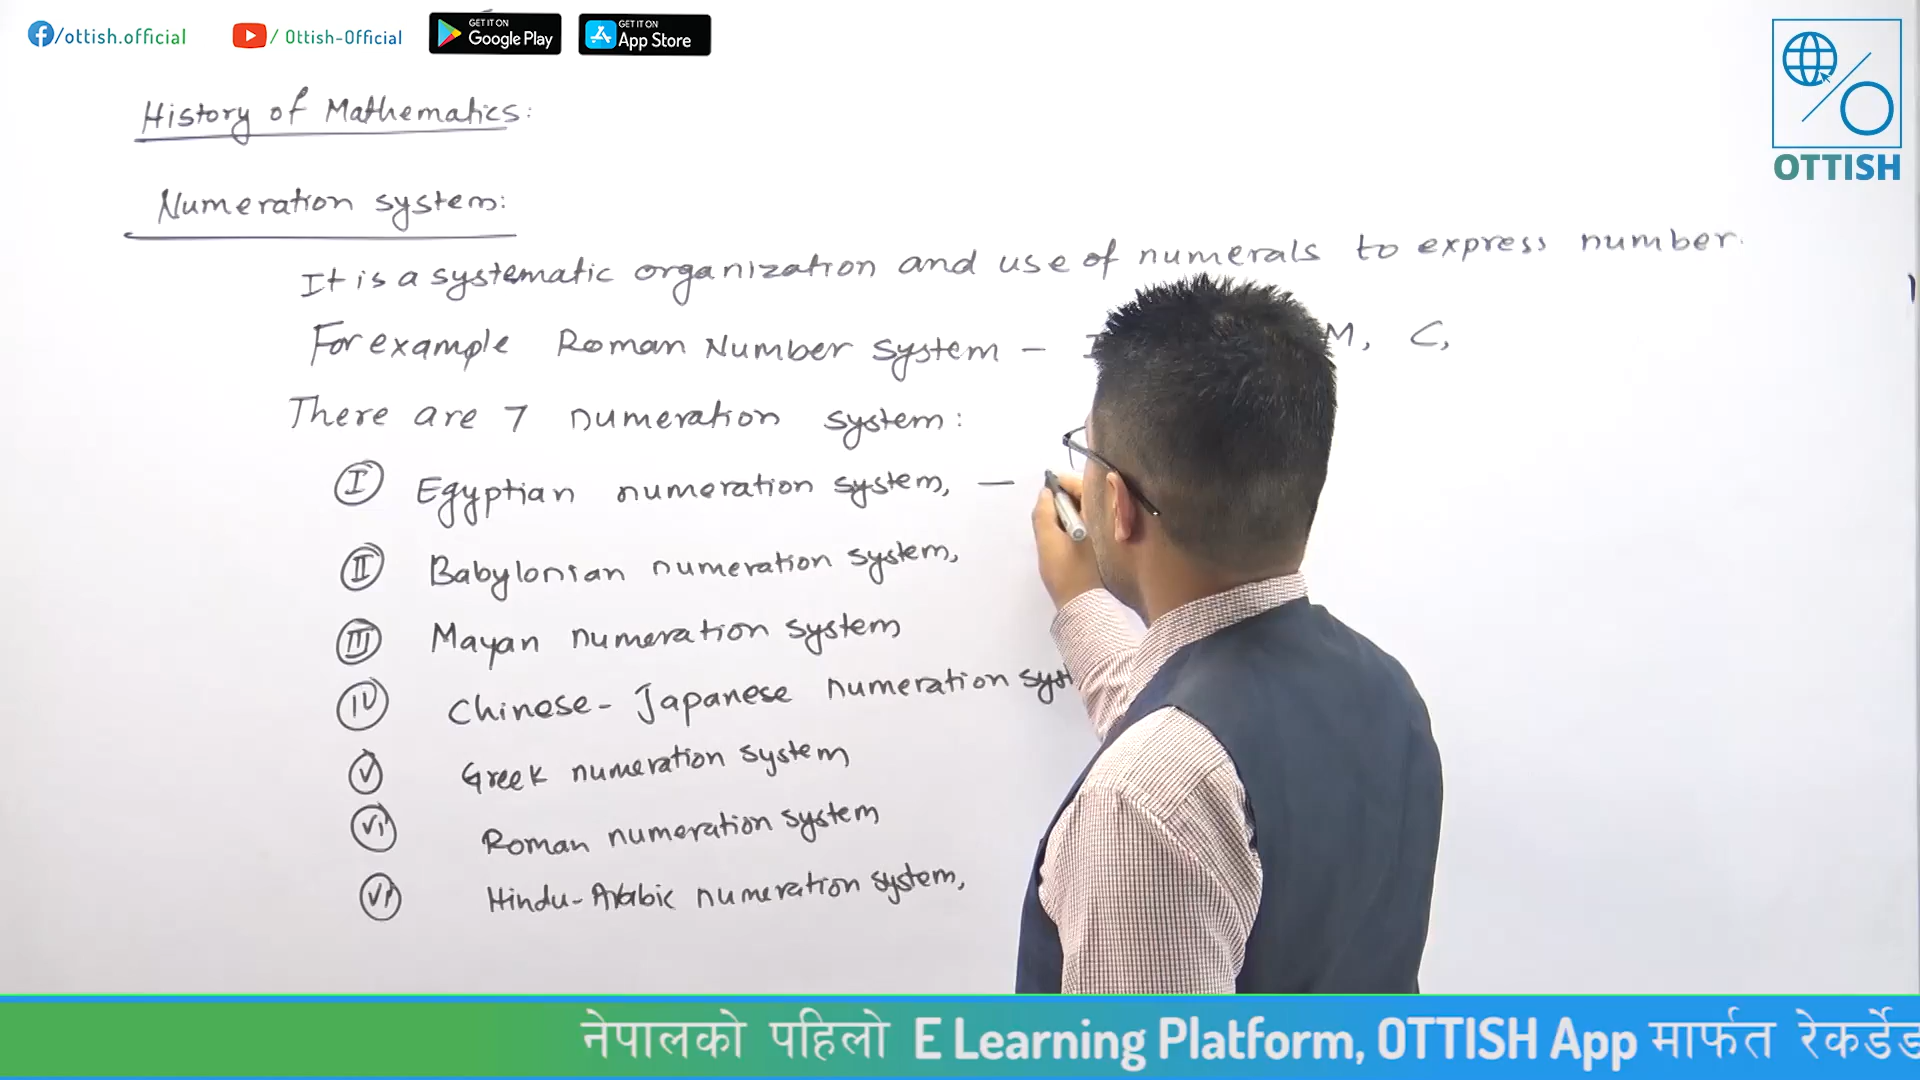 /ottish.official
/ Ottish-Official
GET IT ON
Google Play
GET IT ON
App Store
OTTISH
History of Mathematics:
Numeration system:
It is a systematic organization and use of numerals to express number.
For example Roman Number system - I M, C,
There are 7 numeration system:
I Egyptian numeration system, —
II Babylonian numeration system,
III Mayan numeration system
IV Chinese- Japanese numeration syst
V Greek numeration system
VI Roman numeration system
VII Hindu-Arabic numeration system,
नेपालको पहिलो E Learning Platform, OTTISH App मार्फत रेकर्डेड